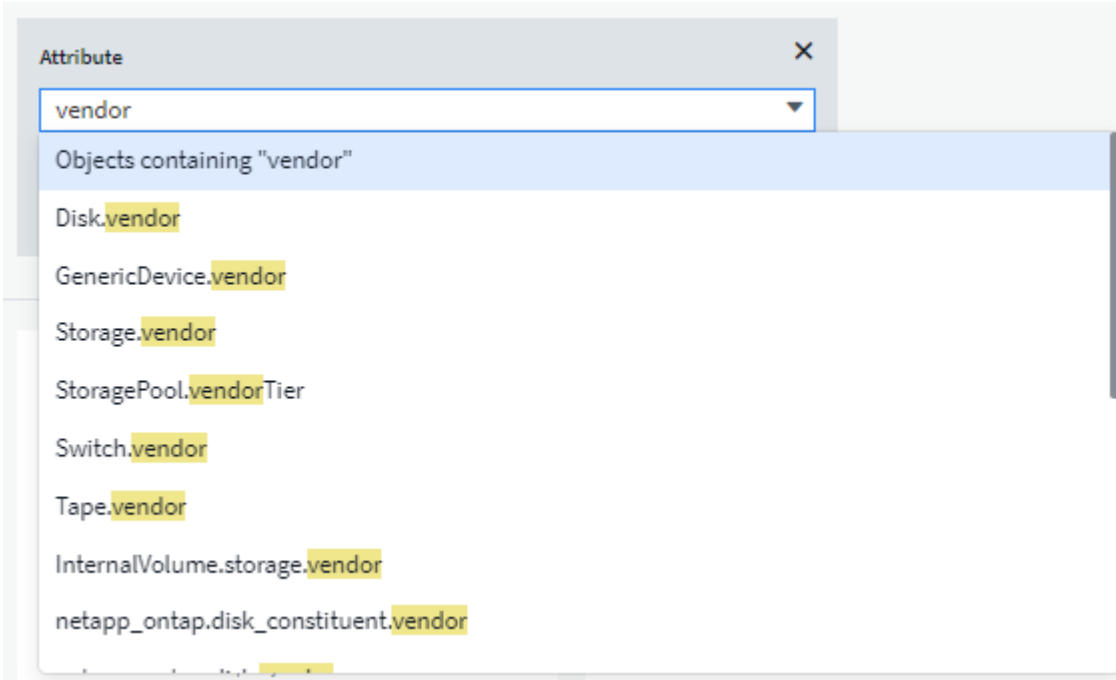 Attribute
vendor
Objects containing "vendor"
Disk.vendor
GenericDevice.vendor
Storage.vendor
StoragePool.vendorTier
Switch.vendor
Tape.vendor
InternalVolume.storage.vendor
netapp_ontap.disk_constituent.vendor